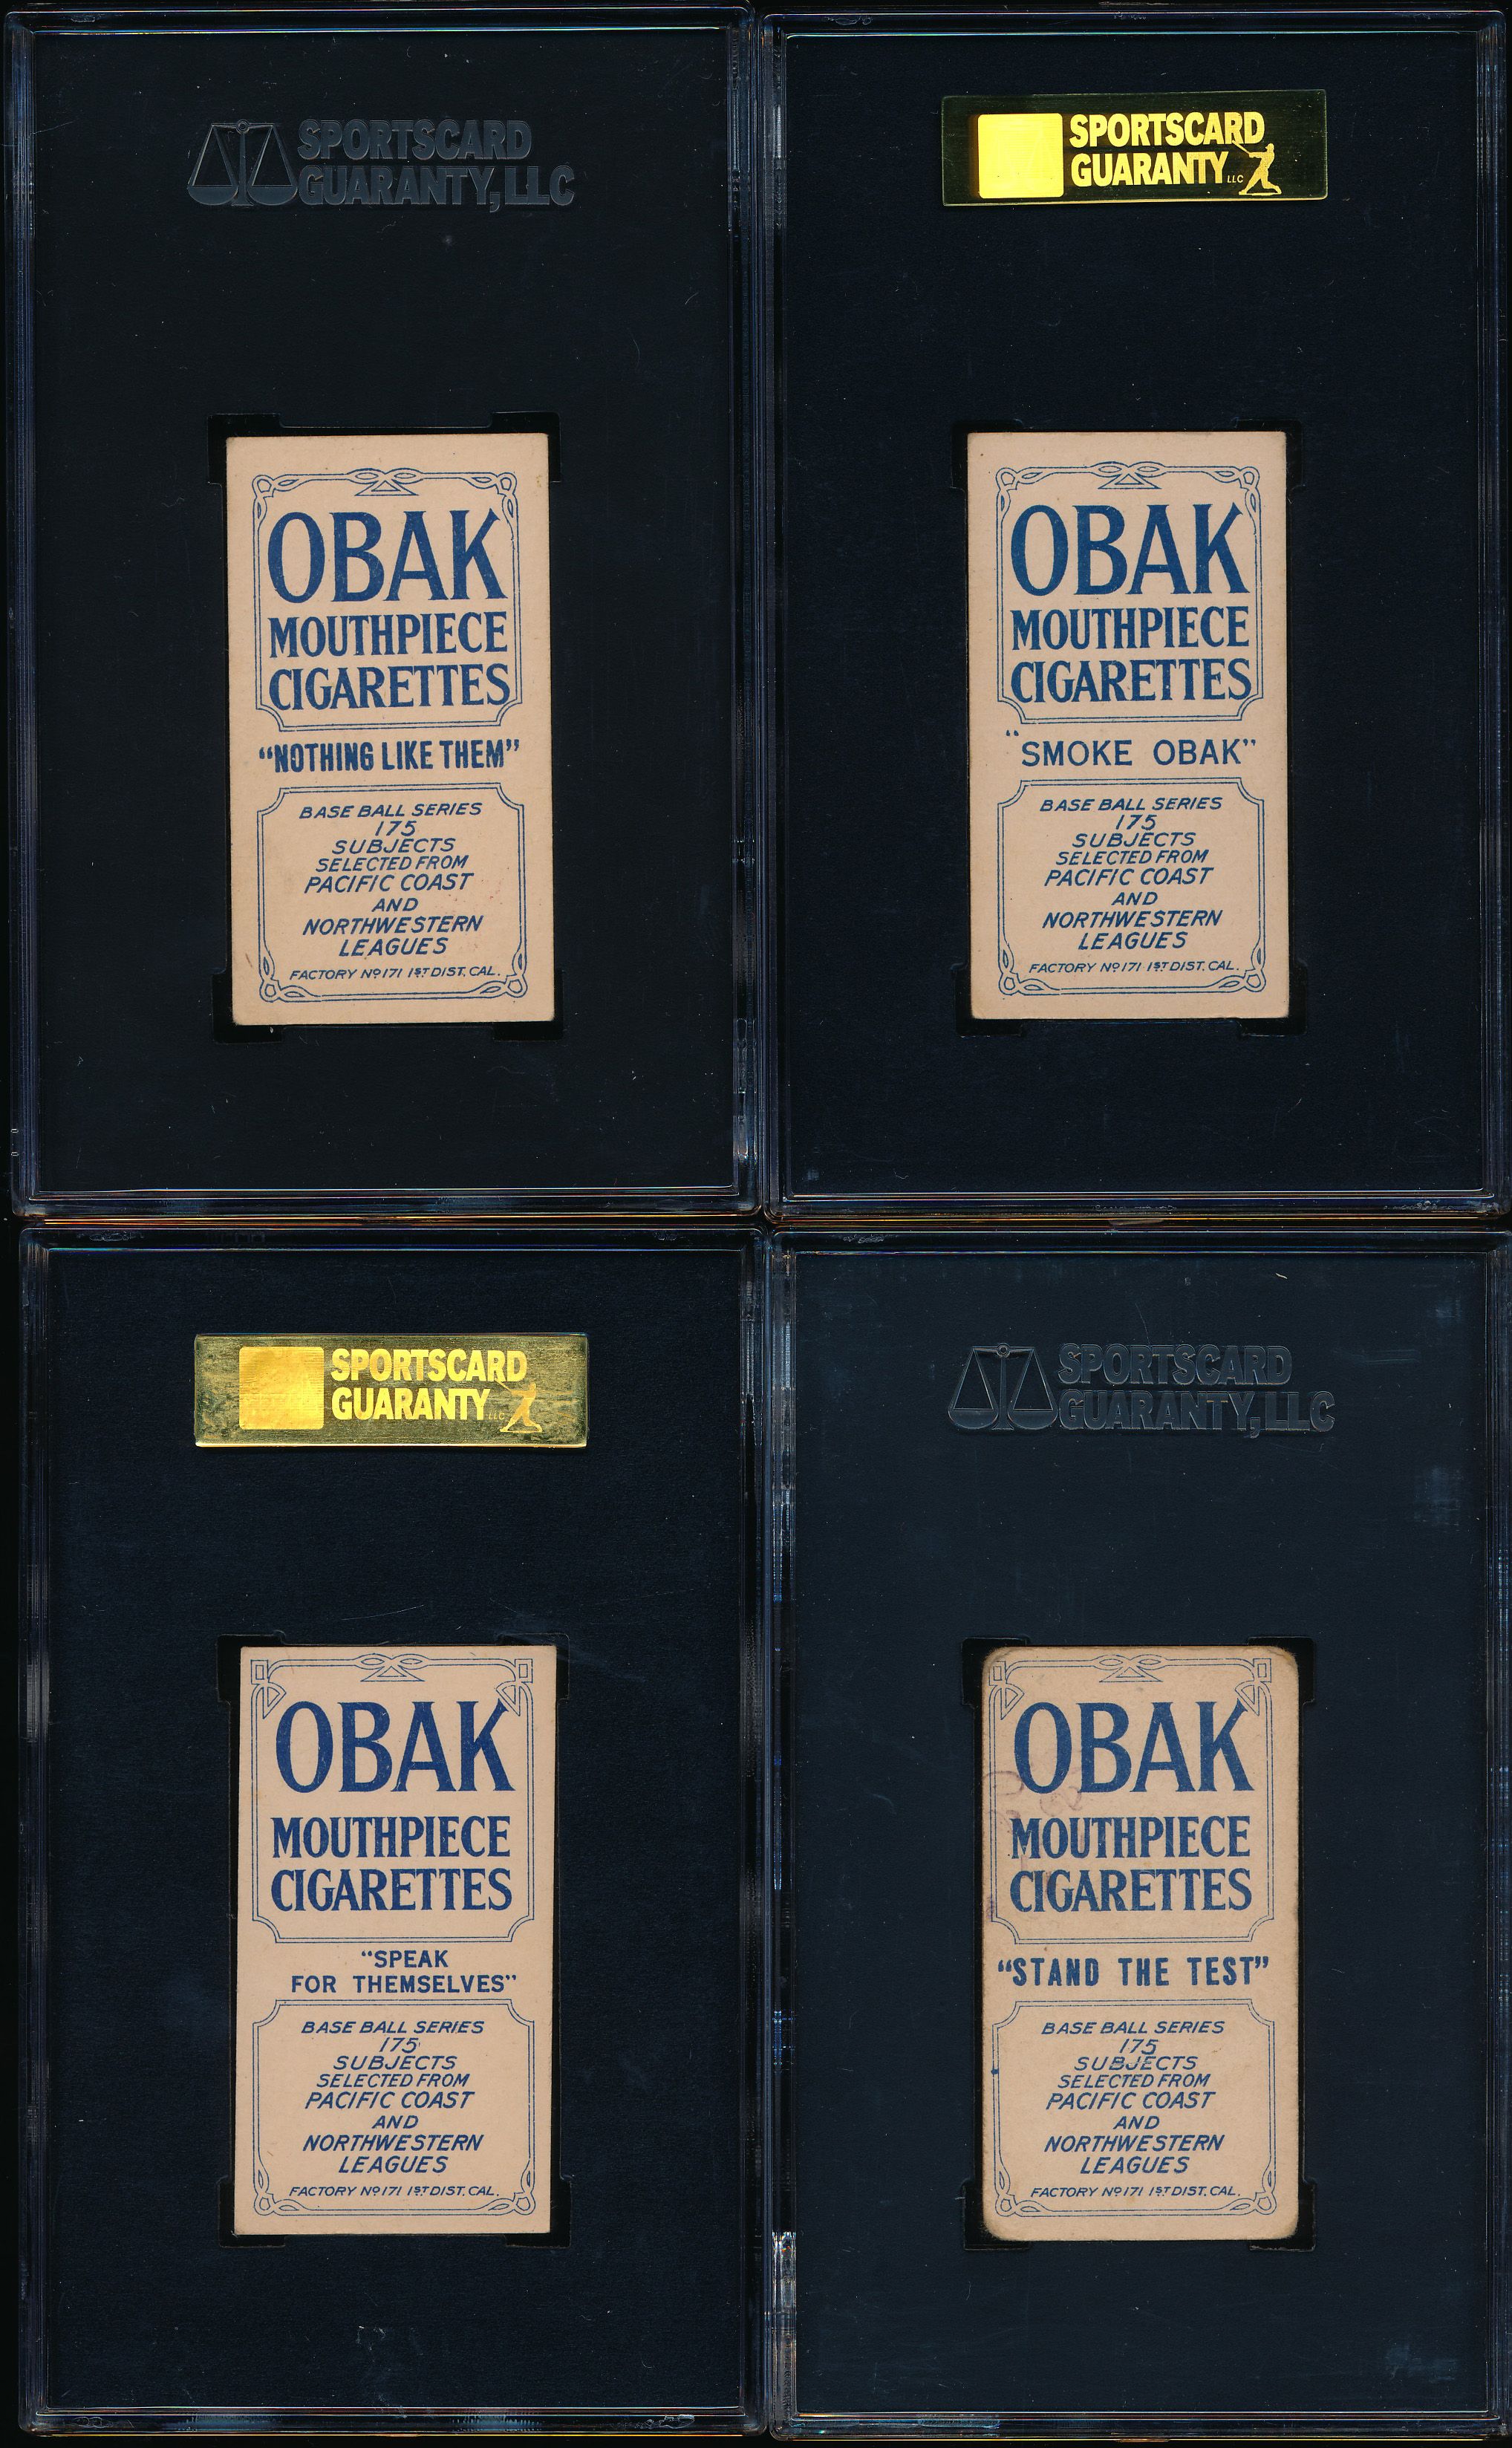 SPORTSCARD
GUARANTY, LLC
OBAK
MOUTHPIECE
CIGARETTES
"NOTHING LIKE THEM"
BASE BALL SERIES
175
SUBJECTS
SELECTED FROM
PACIFIC COAST
AND
NORTHWESTERN
LEAGUES
FACTORY Nº 171 1ST DIST. CAL.
SPORTSCARD
GUARANTY LLC
OBAK
MOUTHPIECE
CIGARETTES
"SMOKE OBAK"
BASE BALL SERIES
175
SUBJECTS
SELECTED FROM
PACIFIC COAST
AND
NORTHWESTERN
LEAGUES
FACTORY Nº 171 1ST DIST. CAL.
SPORTSCARD
GUARANTY LLC
OBAK
MOUTHPIECE
CIGARETTES
"SPEAK
FOR THEMSELVES"
BASE BALL SERIES
175
SUBJECTS
SELECTED FROM
PACIFIC COAST
AND
NORTHWESTERN
LEAGUES
FACTORY Nº 171 1ST DIST. CAL.
SPORTSCARD
GUARANTY, LLC
OBAK
MOUTHPIECE
CIGARETTES
"STAND THE TEST"
BASE BALL SERIES
175
SUBJECTS
SELECTED FROM
PACIFIC COAST
AND
NORTHWESTERN
LEAGUES
FACTORY Nº 171 1ST DIST. CAL.